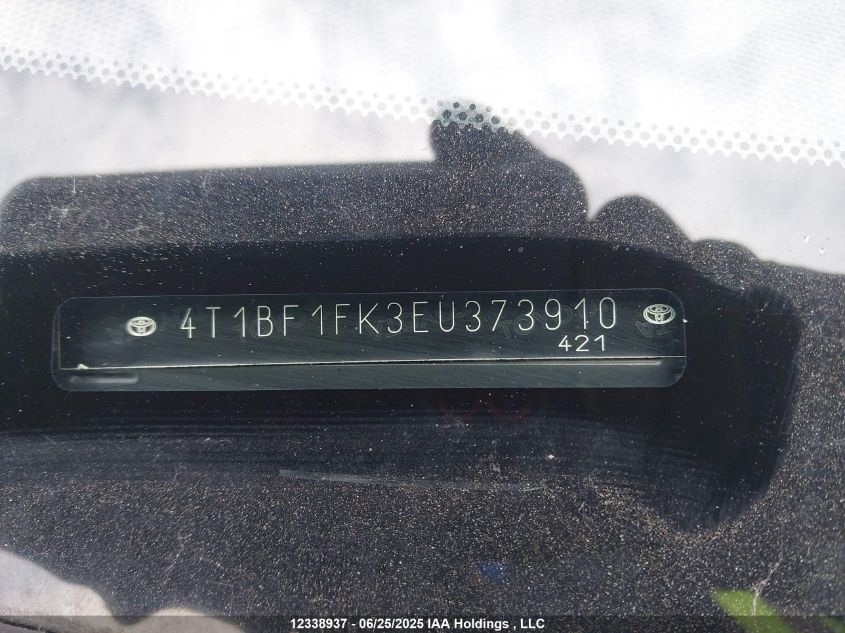 4T1BF1FK3EU373910
421
12338937 - 06/25/2025 IAA Holdings , LLC